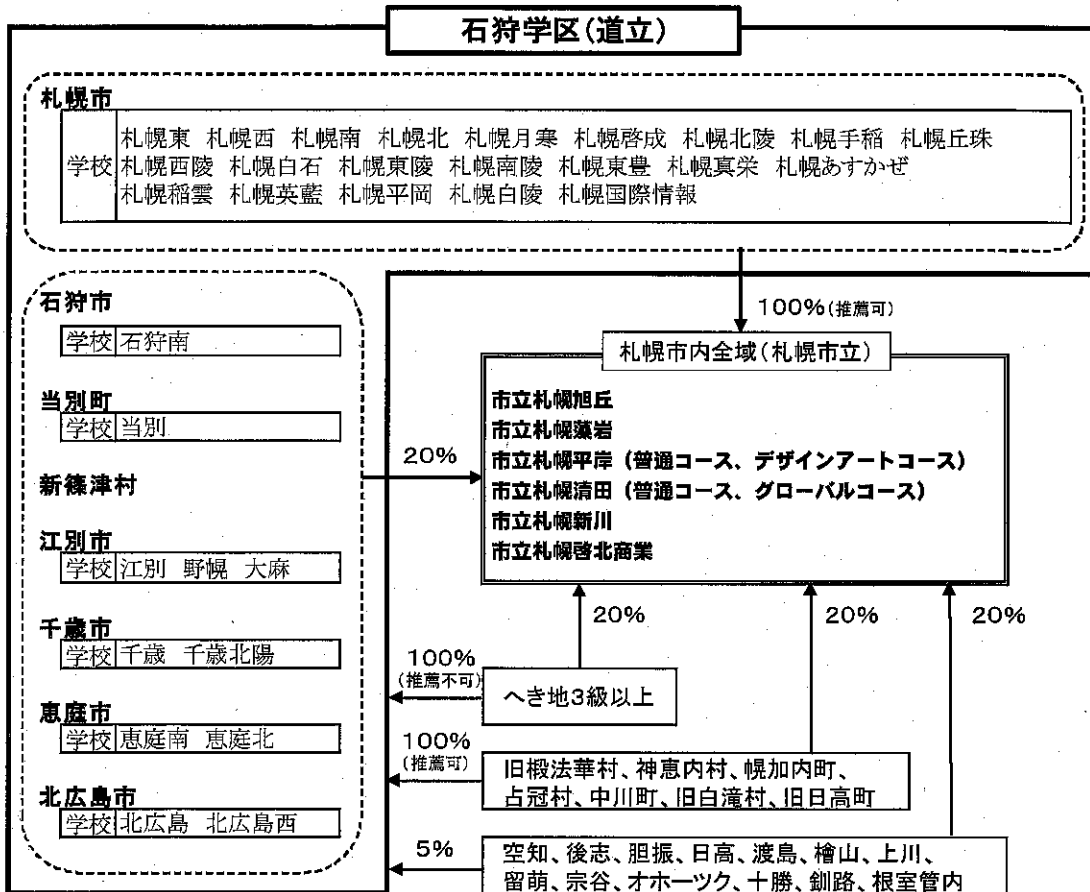 石狩学区(道立)
札幌市
学校
札幌東 札幌西 札幌南 札幌北 札幌月寒 札幌啓成 札幌北陵 札幌手稲 札幌丘珠
札幌西陵 札幌白石 札幌東陵 札幌南陵 札幌東豊 札幌真栄 札幌あすかぜ
札幌稲雲 札幌英藍 札幌平岡 札幌白陵 札幌国際情報
石狩市
学校 石狩南
当別町
学校 当別
新篠津村
江別市
学校 江別 野幌 大麻
千歳市
学校 千歳 千歳北陽
恵庭市
学校 恵庭南 恵庭北
北広島市
学校 北広島 北広島西
100%(推薦可)
札幌市内全域(札幌市立)
市立札幌旭丘
市立札幌藻岩
市立札幌平岸(普通コース、デザインアートコース)
市立札幌清田(普通コース、グローバルコース)
市立札幌新川
市立札幌啓北商業
20%
20%
20%
20%
100%
(推薦不可)
へき地3級以上
100%
(推薦可)
旧椴法華村、神恵内村、幌加内町、
占冠村、中川町、旧白滝村、旧日高町
5%
空知、後志、胆振、日高、渡島、檜山、上川、
留萌、宗谷、オホーツク、十勝、釧路、根室管内